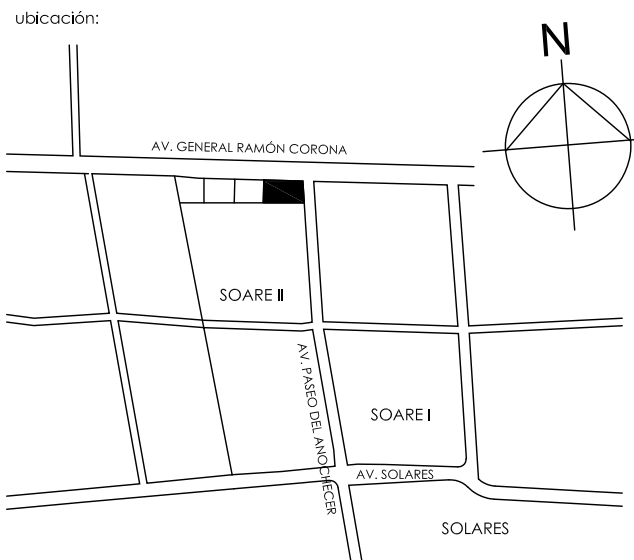 ubicación:
N
AV. GENERAL RAMÓN CORONA
SOARE II
AV. PASEO DEL ANOCHECER
SOARE I
AV. SOLARES
SOLARES